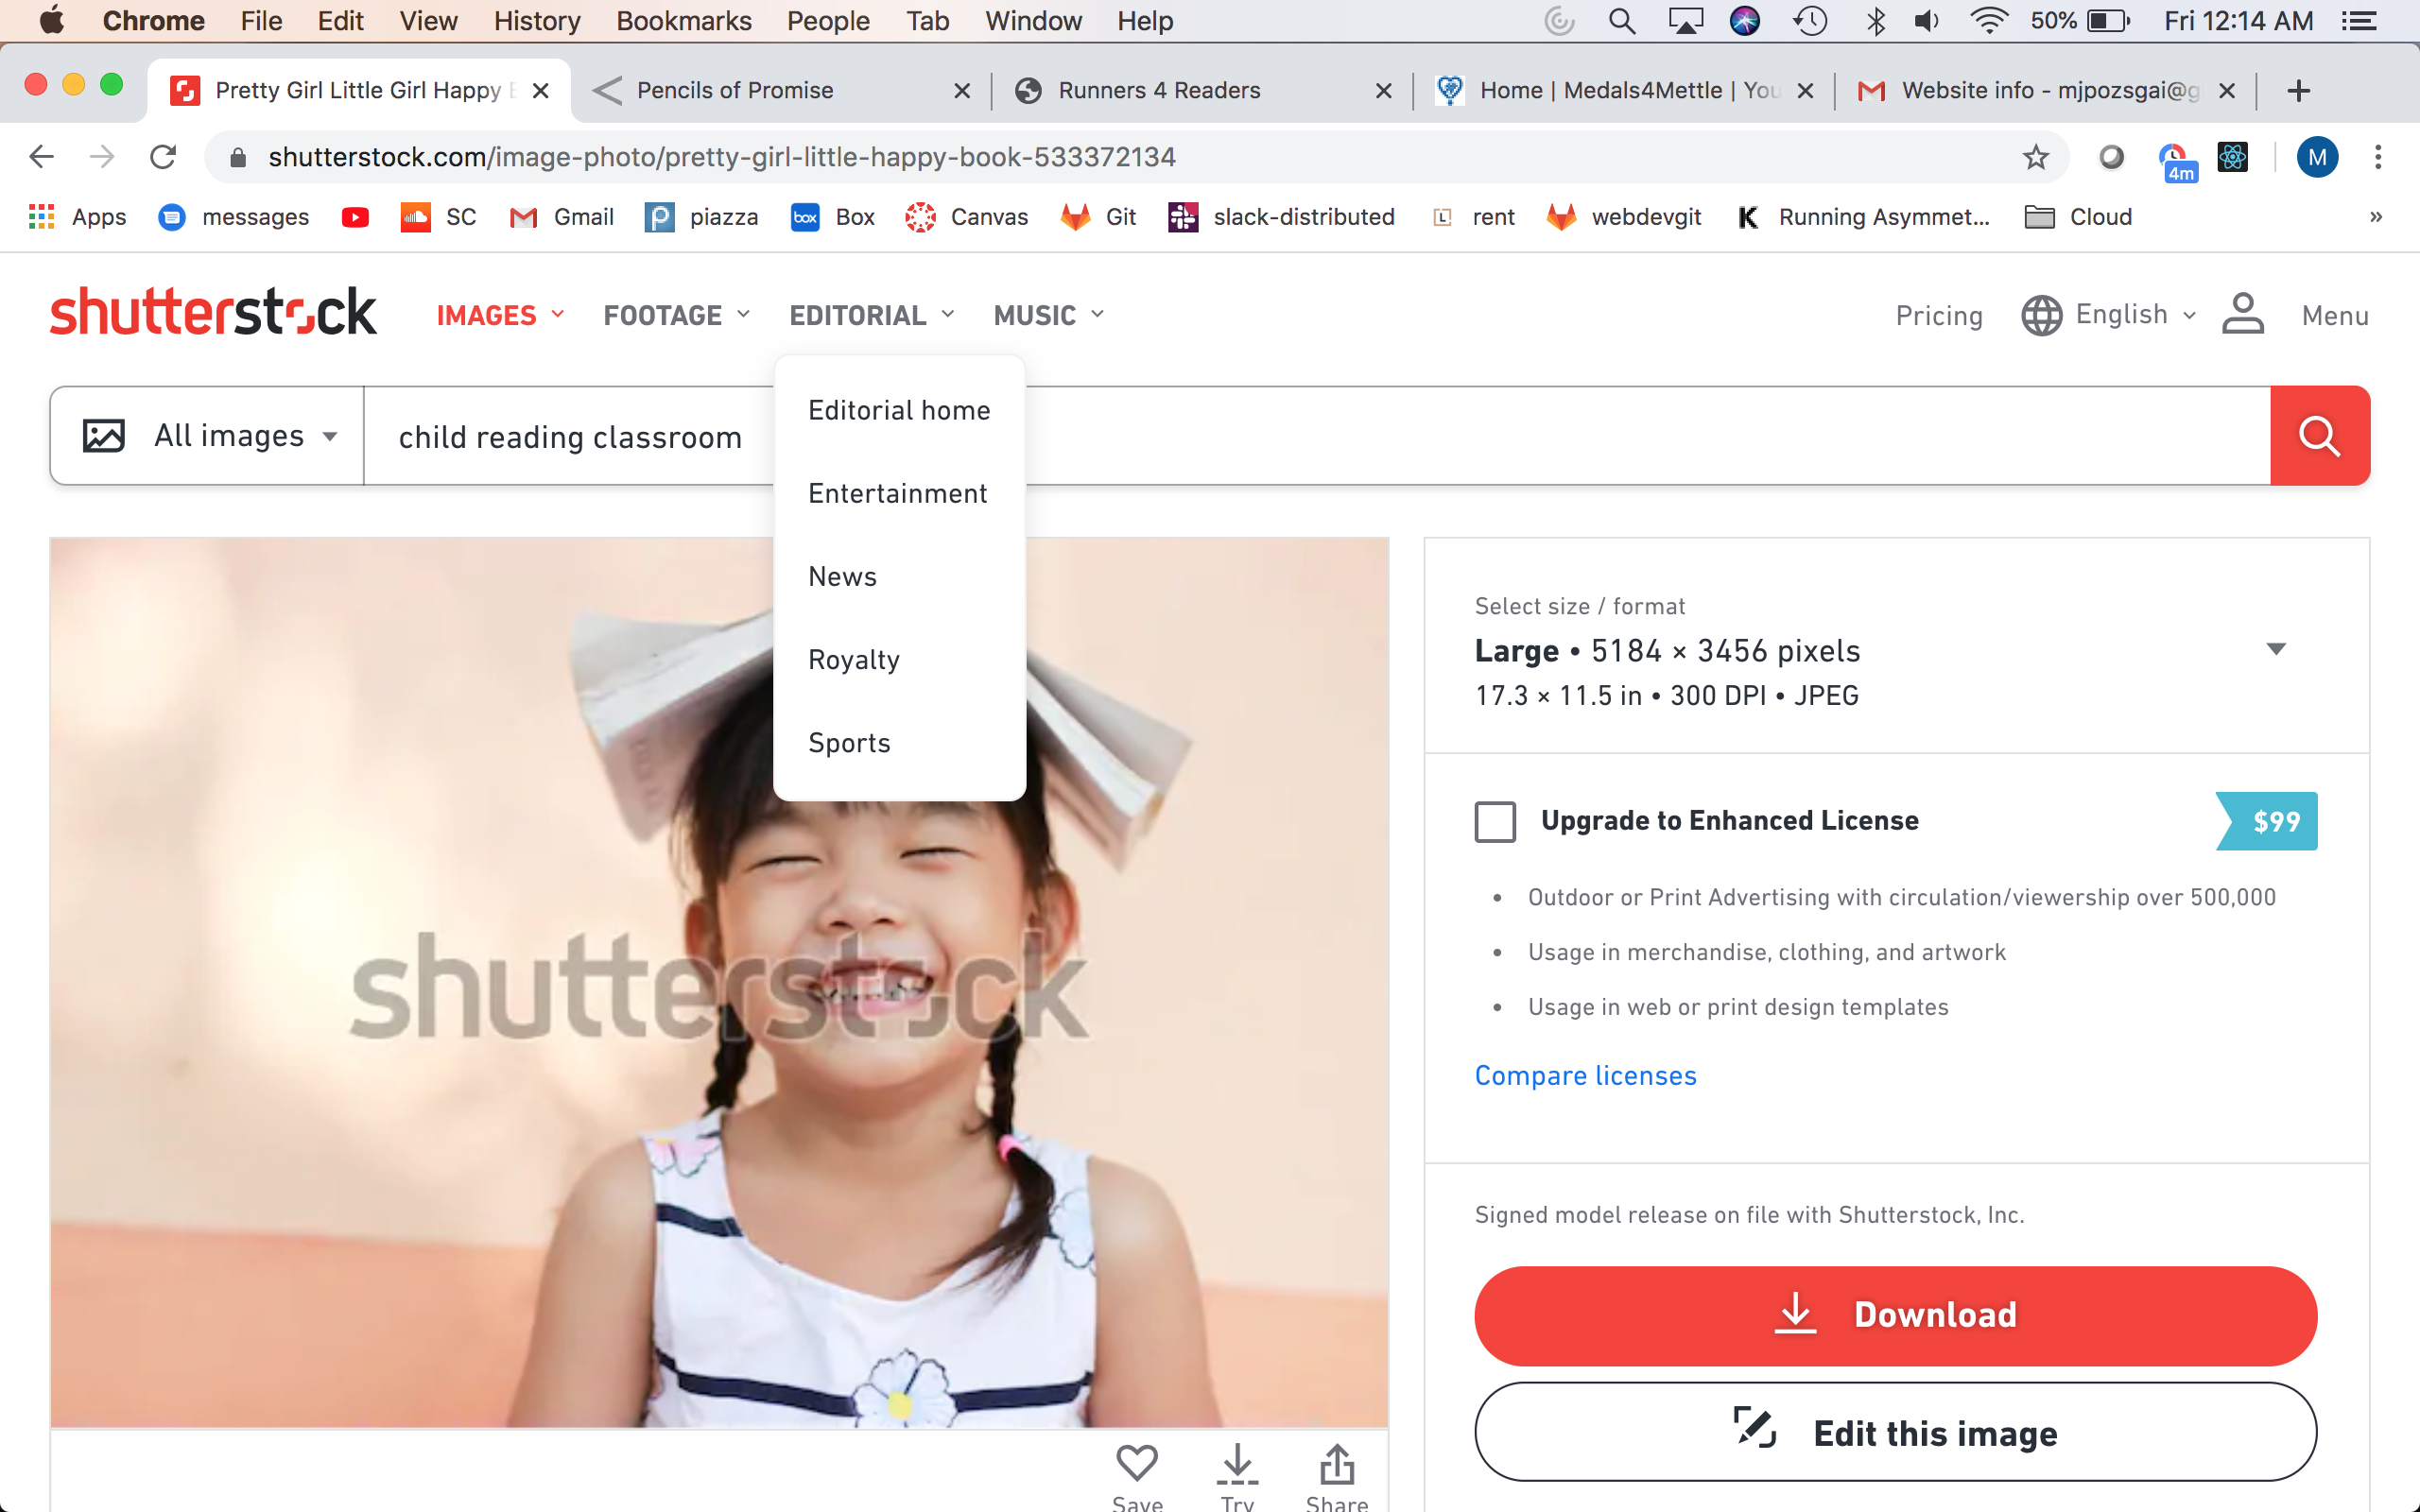 Chrome File Edit View History Bookmarks People Tab Window Help 50% Fri 12:14 AM
Pretty Girl Little Girl Happy Pencils of Promise Runners 4 Readers Home | Medals4Mettle | You Website info - mjpozsgai@g
shutterstock.com/image-photo/pretty-girl-little-happy-book-533372134 4m M
Apps messages SC Gmail piazza box Box Canvas Git slack-distributed L rent webdevgit K Running Asymmet... Cloud »
shutterstock IMAGES FOOTAGE EDITORIAL MUSIC Pricing English Menu
All images child reading classroom
Editorial home
Entertainment
News
Royalty
Sports
shutterstock
Save Try Share
Select size / format
Large • 5184 × 3456 pixels
17.3 × 11.5 in • 300 DPI • JPEG
Upgrade to Enhanced License $99
• Outdoor or Print Advertising with circulation/viewership over 500,000
• Usage in merchandise, clothing, and artwork
• Usage in web or print design templates
Compare licenses
Signed model release on file with Shutterstock, Inc.
Download
Edit this image